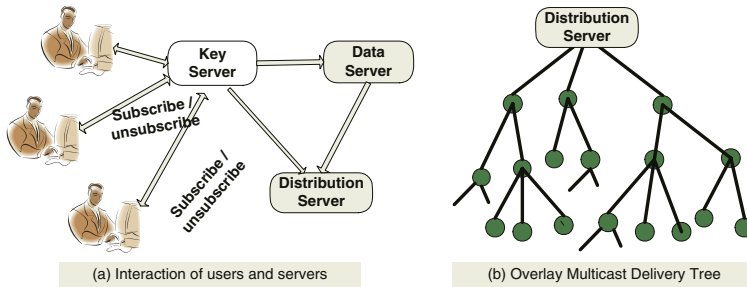 Key
Server
Data
Server
Subscribe /
unsubscribe
Subscribe /
unsubscribe
Distribution
Server
(a) Interaction of users and servers
Distribution
Server
(b) Overlay Multicast Delivery Tree